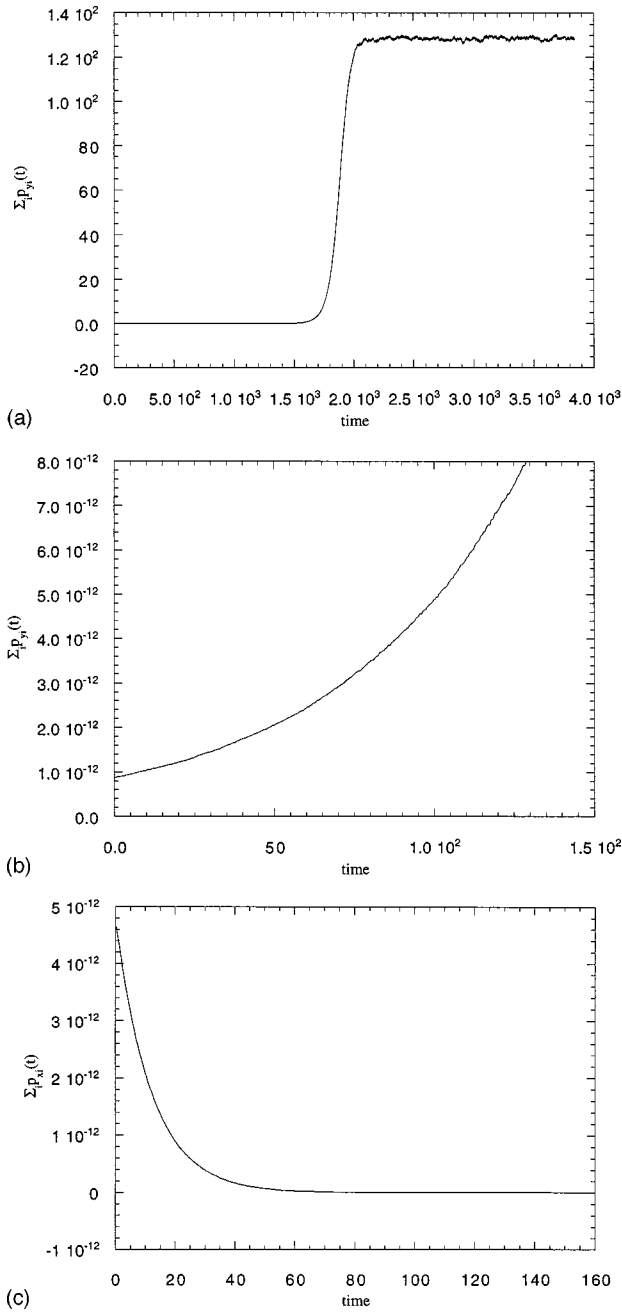 1.4 10²
1.2 10²
1.0 10²
80
60
40
20
0.0
-20
Σᵢpyᵢ(t)
0.0 5.0 10² 1.0 10³ 1.5 10³ 2.0 10³ 2.5 10³ 3.0 10³ 3.5 10³ 4.0 10³
time
(a)
8.0 10⁻¹²
7.0 10⁻¹²
6.0 10⁻¹²
5.0 10⁻¹²
4.0 10⁻¹²
3.0 10⁻¹²
2.0 10⁻¹²
1.0 10⁻¹²
0.0
Σᵢpyᵢ(t)
0.0 50 1.0 10² 1.5 10²
time
(b)
5 10⁻¹²
4 10⁻¹²
3 10⁻¹²
2 10⁻¹²
1 10⁻¹²
0
-1 10⁻¹²
Σᵢpxᵢ(t)
0 20 40 60 80 100 120 140 160
time
(c)